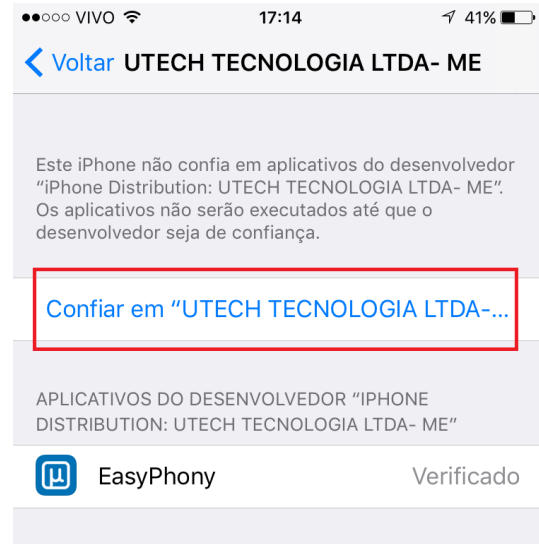 VIVO 17:14 41%
Voltar UTECH TECNOLOGIA LTDA- ME
Este iPhone não confia em aplicativos do desenvolvedor
“iPhone Distribution: UTECH TECNOLOGIA LTDA- ME”.
Os aplicativos não serão executados até que o
desenvolvedor seja de confiança.
Confiar em “UTECH TECNOLOGIA LTDA-...
APLICATIVOS DO DESENVOLVEDOR “IPHONE
DISTRIBUTION: UTECH TECNOLOGIA LTDA- ME”
µ EasyPhony Verificado